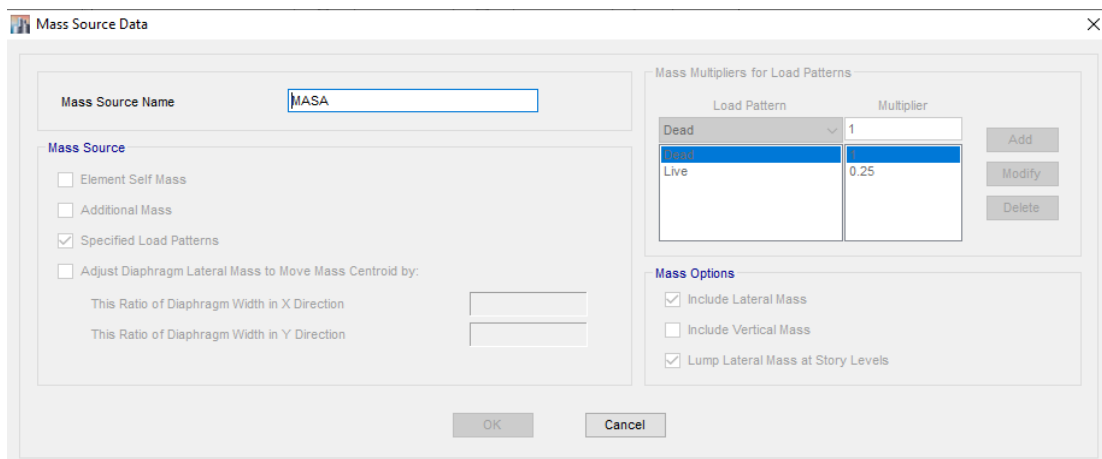 Mass Source Data
Mass Source Name
MASA
Mass Source
Element Self Mass
Additional Mass
Specified Load Patterns
Adjust Diaphragm Lateral Mass to Move Mass Centroid by:
This Ratio of Diaphragm Width in X Direction
This Ratio of Diaphragm Width in Y Direction
Mass Multipliers for Load Patterns
Load Pattern Multiplier
Dead 1
Dead 1
Live 0.25
Add
Modify
Delete
Mass Options
Include Lateral Mass
Include Vertical Mass
Lump Lateral Mass at Story Levels
OK Cancel